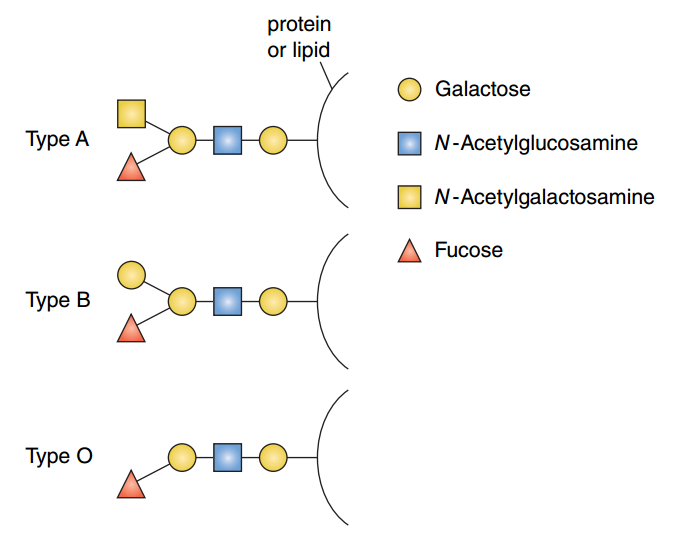 protein
or lipid
Galactose
Type A
N-Acetylglucosamine
N-Acetylgalactosamine
Fucose
Type B
Type O